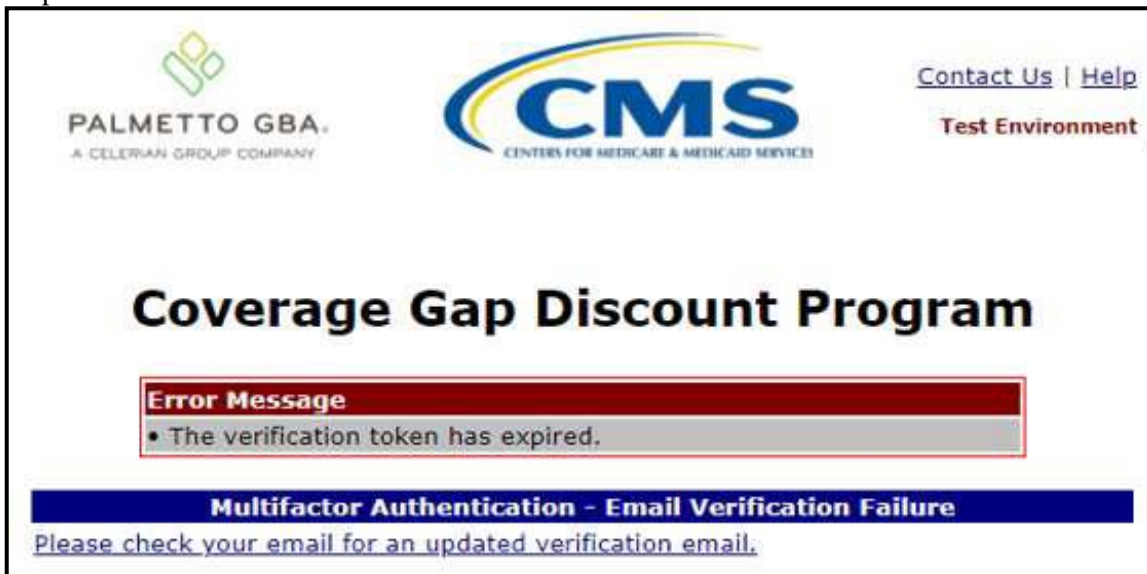 PALMETTO GBA.
A CELERIAN GROUP COMPANY
CMS
CENTERS FOR MEDICARE & MEDICAID SERVICES
Contact Us | Help
Test Environment
Coverage Gap Discount Program
Error Message
• The verification token has expired.
Multifactor Authentication - Email Verification Failure
Please check your email for an updated verification email.